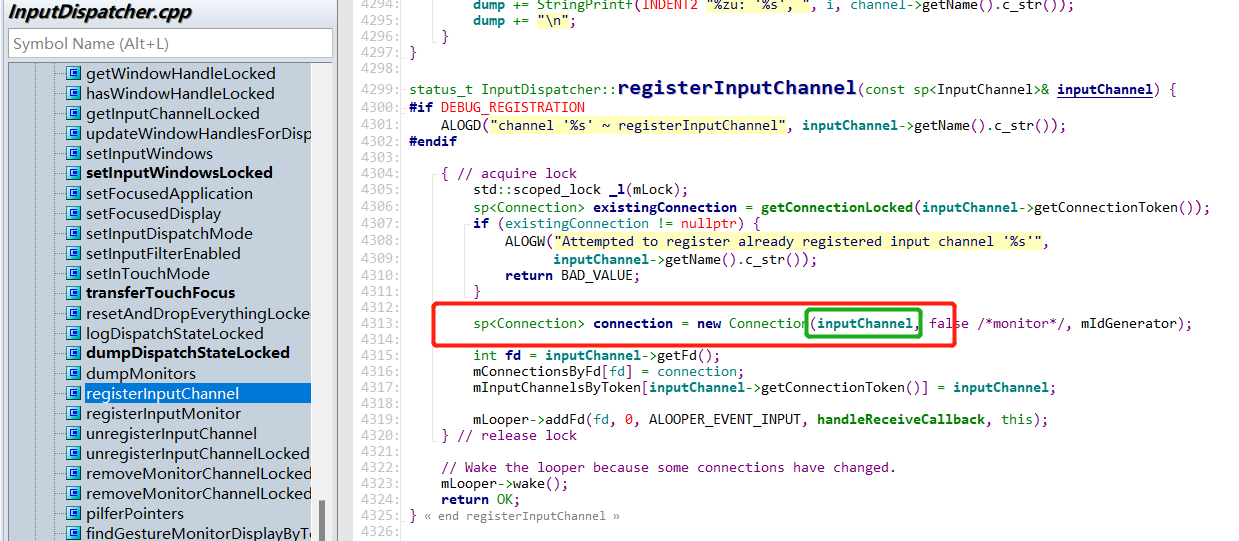 InputDispatcher.cpp
Symbol Name (Alt+L)
getWindowHandleLocked
hasWindowHandleLocked
getInputChannelLocked
updateWindowHandlesForDisp
setInputWindows
setInputWindowsLocked
setFocusedApplication
setFocusedDisplay
setInputDispatchMode
setInputFilterEnabled
setInTouchMode
transferTouchFocus
resetAndDropEverythingLocke
logDispatchStateLocked
dumpDispatchStateLocked
dumpMonitors
registerInputChannel
registerInputMonitor
unregisterInputChannel
unregisterInputChannelLocked
removeMonitorChannelLocked
removeMonitorChannelLocked
pilferPointers
findGestureMonitorDisplayByTo
4294: dump += StringPrintf(INDENT2 "%zu: '%s', ", i, channel->getName().c_str());
4295: dump += "\n";
4296: }
4297: }
4298:
4299: status_t InputDispatcher::registerInputChannel(const sp<InputChannel>& inputChannel) {
4300: #if DEBUG_REGISTRATION
4301: ALOGD("channel '%s' ~ registerInputChannel", inputChannel->getName().c_str());
4302: #endif
4303:
4304: { // acquire lock
4305: std::scoped_lock _l(mLock);
4306: sp<Connection> existingConnection = getConnectionLocked(inputChannel->getConnectionToken());
4307: if (existingConnection != nullptr) {
4308: ALOGW("Attempted to register already registered input channel '%s'",
4309: inputChannel->getName().c_str());
4310: return BAD_VALUE;
4311: }
4312:
4313: sp<Connection> connection = new Connection(inputChannel, false /*monitor*/, mIdGenerator);
4314:
4315: int fd = inputChannel->getFd();
4316: mConnectionsByFd[fd] = connection;
4317: mInputChannelsByToken[inputChannel->getConnectionToken()] = inputChannel;
4318:
4319: mLooper->addFd(fd, 0, ALOOPER_EVENT_INPUT, handleReceiveCallback, this);
4320: } // release lock
4321:
4322: // Wake the looper because some connections have changed.
4323: mLooper->wake();
4324: return OK;
4325: } « end registerInputChannel »
4326: